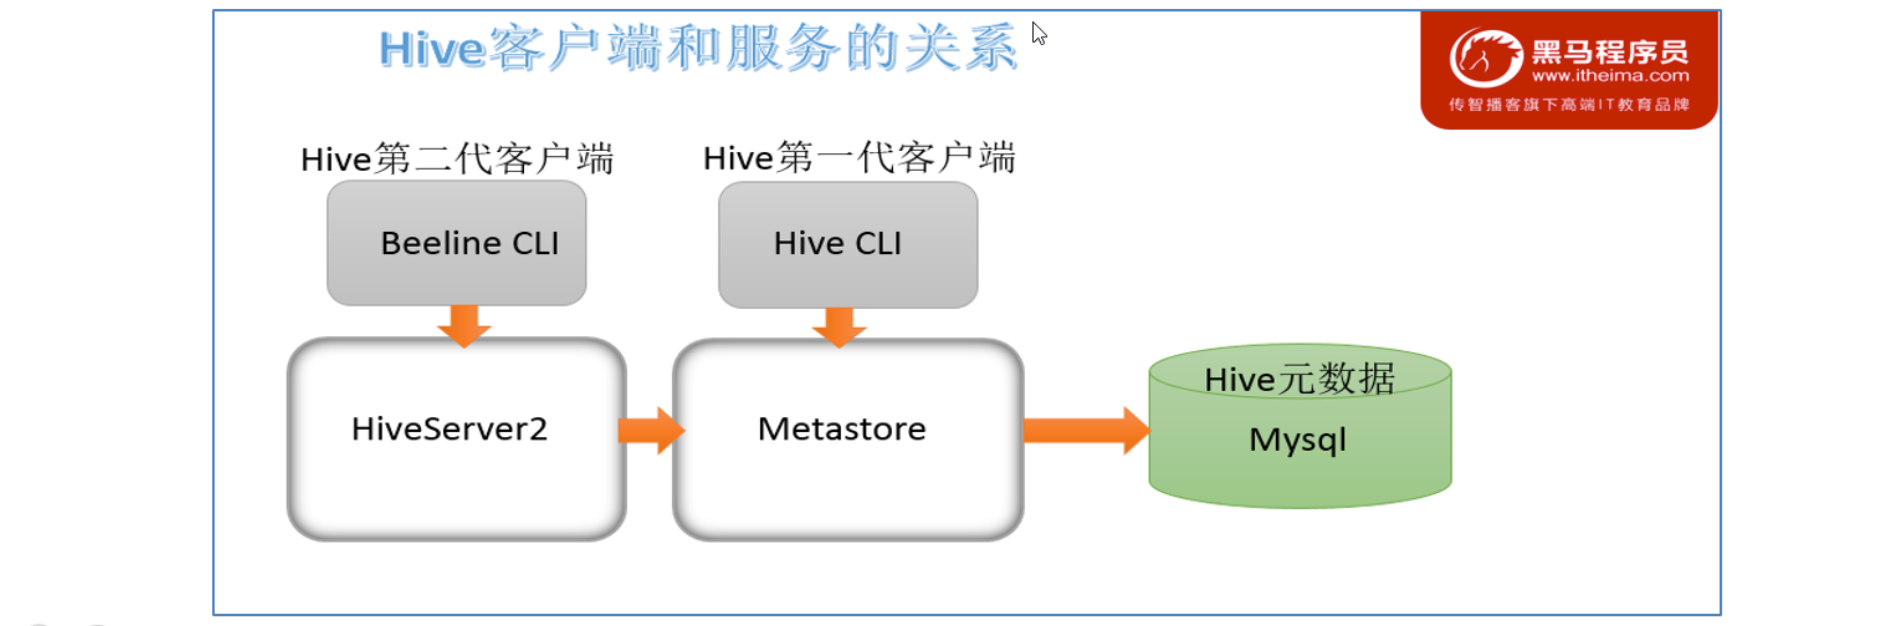 Hive客户端和服务的关系
黑马程序员
www.itheima.com
传智播客旗下高端IT教育品牌
Hive第二代客户端
Hive第一代客户端
Beeline CLI
Hive CLI
HiveServer2
Metastore
Hive元数据
Mysql